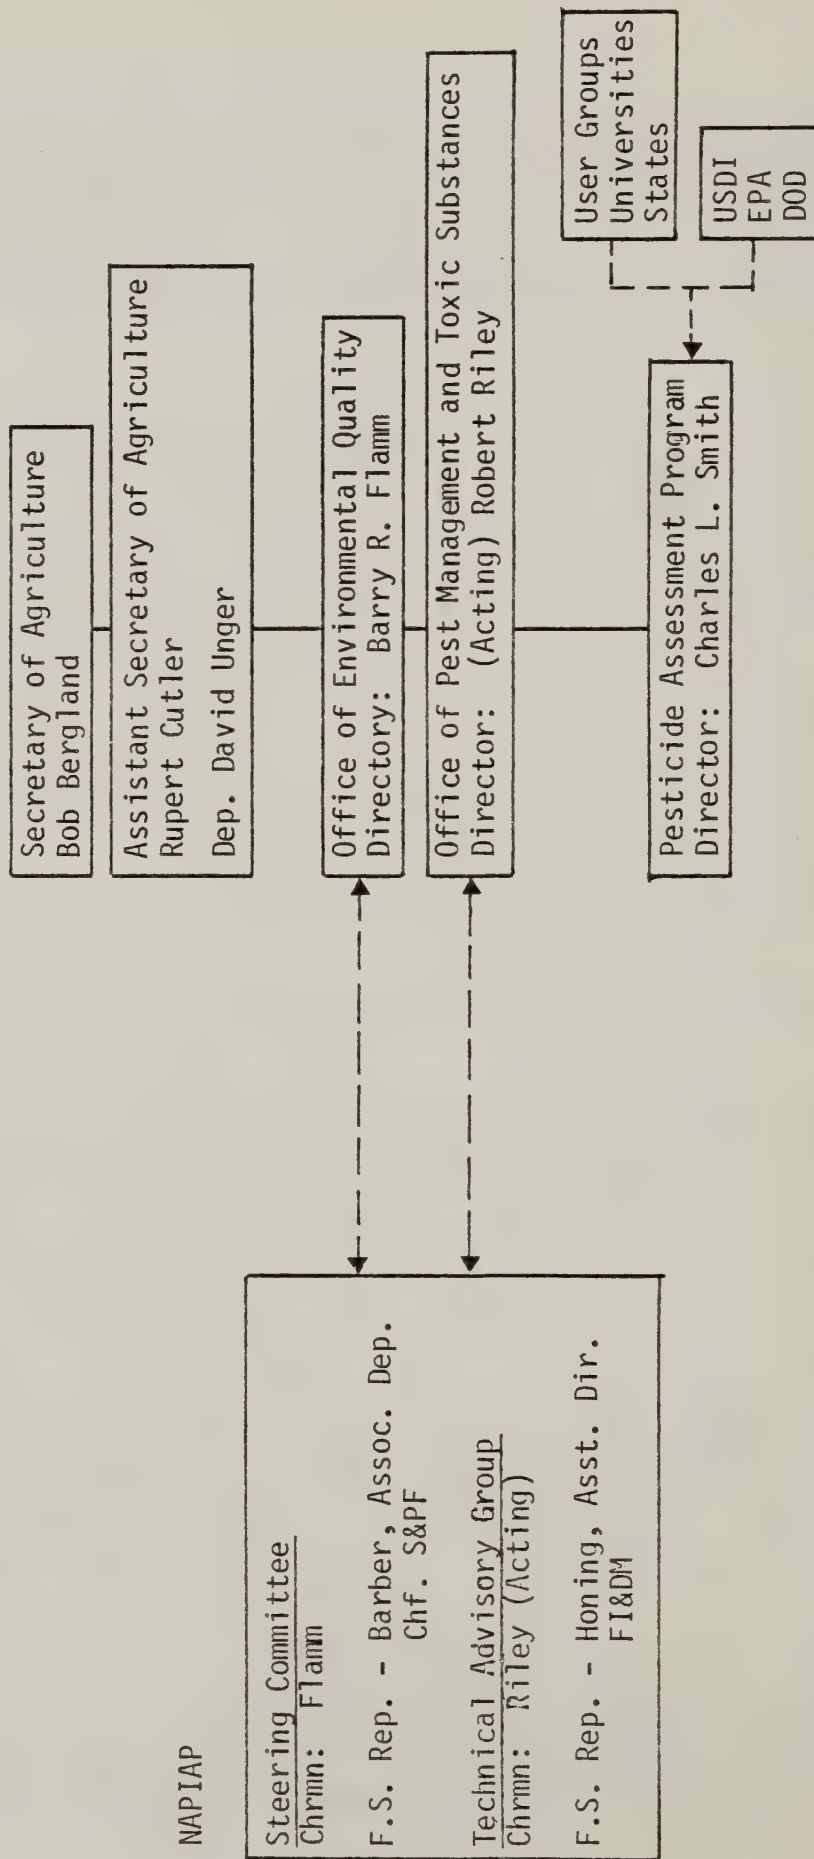 NAPIAP
Steering Committee
Chrmn: Flamm
F.S. Rep. - Barber, Assoc. Dep.
Chf. S&PF
Technical Advisory Group
Chrmn: Riley (Acting)
F.S. Rep. - Honing, Asst. Dir.
FI&DM
Secretary of Agriculture
Bob Bergland
Assistant Secretary of Agriculture
Rupert Cutler
Dep. David Unger
Office of Environmental Quality
Directory: Barry R. Flamm
Office of Pest Management and Toxic Substances
Director: (Acting) Robert Riley
Pesticide Assessment Program
Director: Charles L. Smith
User Groups
Universities
States
USDI
EPA
DOD